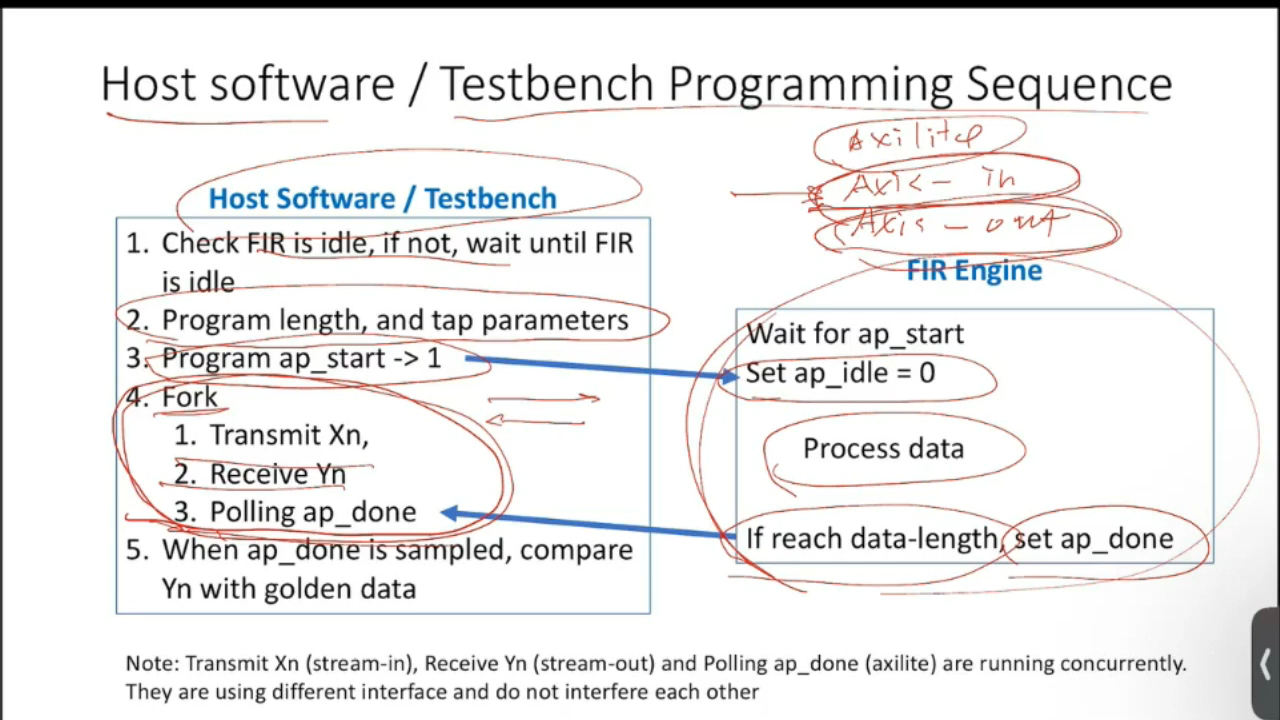 Host software / Testbench Programming Sequence
Axilite
Axis - in
Axis - out
Host Software / Testbench
1. Check FIR is idle, if not, wait until FIR
is idle
2. Program length, and tap parameters
3. Program ap_start -> 1
4. Fork
1. Transmit Xn,
2. Receive Yn
3. Polling ap_done
5. When ap_done is sampled, compare
Yn with golden data
FIR Engine
Wait for ap_start
Set ap_idle = 0
Process data
If reach data-length, set ap_done
Note: Transmit Xn (stream-in), Receive Yn (stream-out) and Polling ap_done (axilite) are running concurrently.
They are using different interface and do not interfere each other